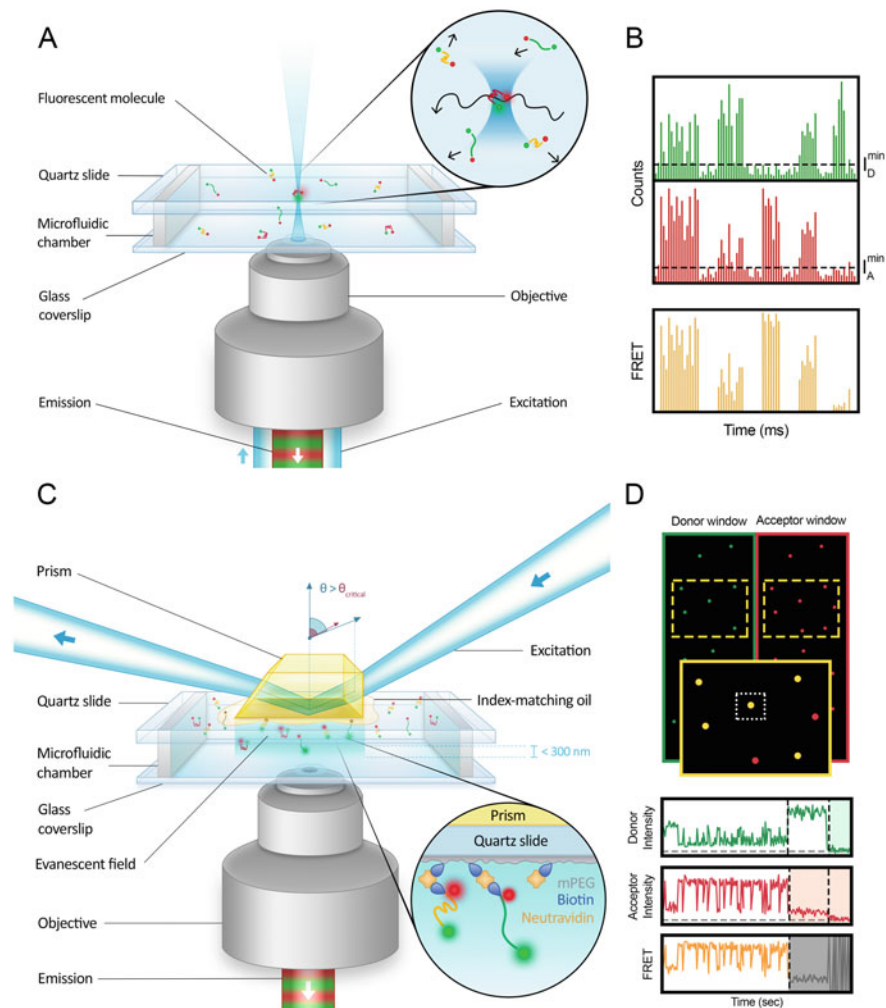 A
Fluorescent molecule
Quartz slide
Microfluidic
chamber
Glass
coverslip
Objective
Emission
Excitation
B
Counts
min
D
min
A
FRET
Time (ms)
C
Prism
θ > θcritical
Excitation
Quartz slide
Index-matching oil
Microfluidic
chamber
< 300 nm
Glass
coverslip
Evanescent field
Objective
Emission
Prism
Quartz slide
mPEG
Biotin
Neutravidin
D
Donor window
Acceptor window
Donor
Intensity
Acceptor
Intensity
FRET
Time (sec)